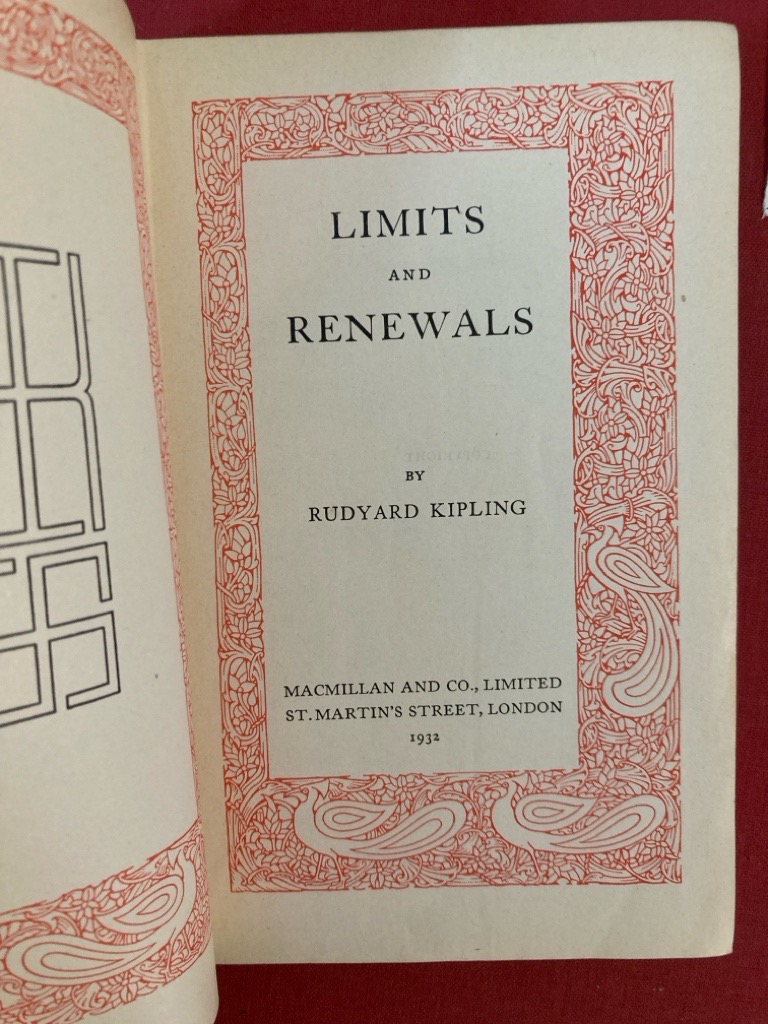 LIMITS
AND
RENEWALS
BY
RUDYARD KIPLING
MACMILLAN AND CO., LIMITED
ST. MARTIN'S STREET, LONDON
1932